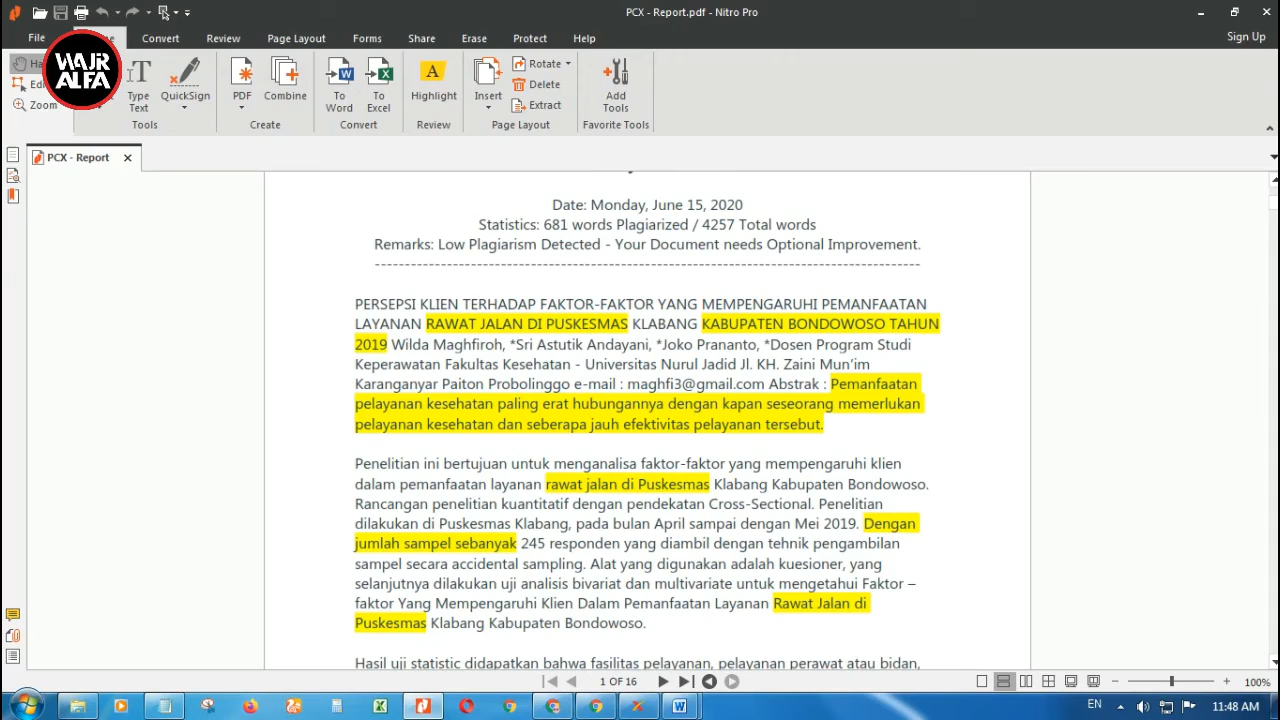 PCX - Report.pdf - Nitro Pro
File
Convert
Review
Page Layout
Forms
Share
Erase
Protect
Help
Sign Up
WAJR
ALFA
Zoom
Type
Text
QuickSign
Tools
PDF
Combine
Create
To
Word
To
Excel
Convert
A
Highlight
Review
Insert
Rotate
Delete
Extract
Page Layout
Add
Tools
Favorite Tools
PCX - Report
Date: Monday, June 15, 2020
Statistics: 681 words Plagiarized / 4257 Total words
Remarks: Low Plagiarism Detected - Your Document needs Optional Improvement.
-------------------------------------------------------------------------------------------
PERSEPSI KLIEN TERHADAP FAKTOR-FAKTOR YANG MEMPENGARUHI PEMANFAATAN
LAYANAN RAWAT JALAN DI PUSKESMAS KLABANG KABUPATEN BONDOWOSO TAHUN
2019 Wilda Maghfiroh, *Sri Astutik Andayani, *Joko Prananto, *Dosen Program Studi
Keperawatan Fakultas Kesehatan - Universitas Nurul Jadid Jl. KH. Zaini Mun’im
Karanganyar Paiton Probolinggo e-mail : maghfi3@gmail.com Abstrak : Pemanfaatan
pelayanan kesehatan paling erat hubungannya dengan kapan seseorang memerlukan
pelayanan kesehatan dan seberapa jauh efektivitas pelayanan tersebut.
Penelitian ini bertujuan untuk menganalisa faktor-faktor yang mempengaruhi klien
dalam pemanfaatan layanan rawat jalan di Puskesmas Klabang Kabupaten Bondowoso.
Rancangan penelitian kuantitatif dengan pendekatan Cross-Sectional. Penelitian
dilakukan di Puskesmas Klabang, pada bulan April sampai dengan Mei 2019. Dengan
jumlah sampel sebanyak 245 responden yang diambil dengan tehnik pengambilan
sampel secara accidental sampling. Alat yang digunakan adalah kuesioner, yang
selanjutnya dilakukan uji analisis bivariat dan multivariate untuk mengetahui Faktor –
faktor Yang Mempengaruhi Klien Dalam Pemanfaatan Layanan Rawat Jalan di
Puskesmas Klabang Kabupaten Bondowoso.
Hasil uji statistic didapatkan bahwa fasilitas pelayanan, pelayanan perawat atau bidan,
1 OF 16
100%
EN
11:48 AM